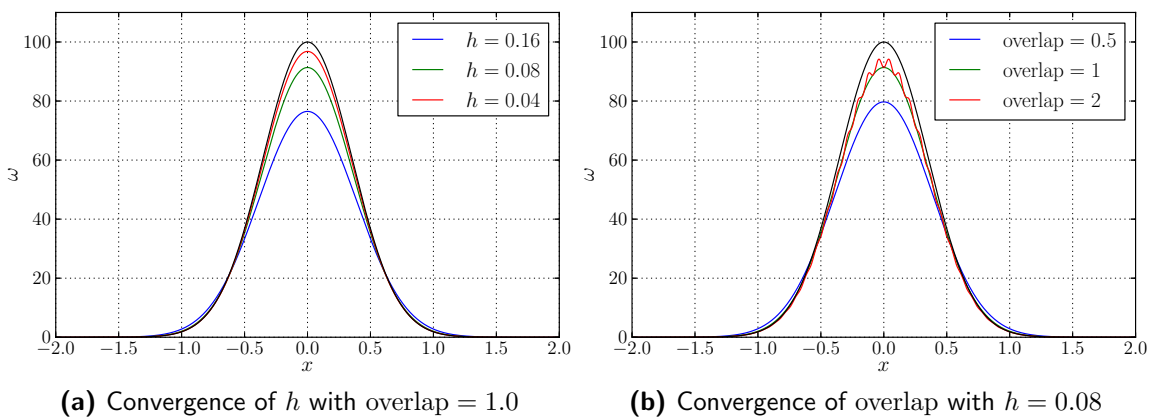 100
80
60
40
20
0
ω
−2.0 −1.5 −1.0 −0.5 0.0 0.5 1.0 1.5 2.0
x
h = 0.16
h = 0.08
h = 0.04
(a) Convergence of h with overlap = 1.0
100
80
60
40
20
0
ω
−2.0 −1.5 −1.0 −0.5 0.0 0.5 1.0 1.5 2.0
x
overlap = 0.5
overlap = 1
overlap = 2
(b) Convergence of overlap with h = 0.08